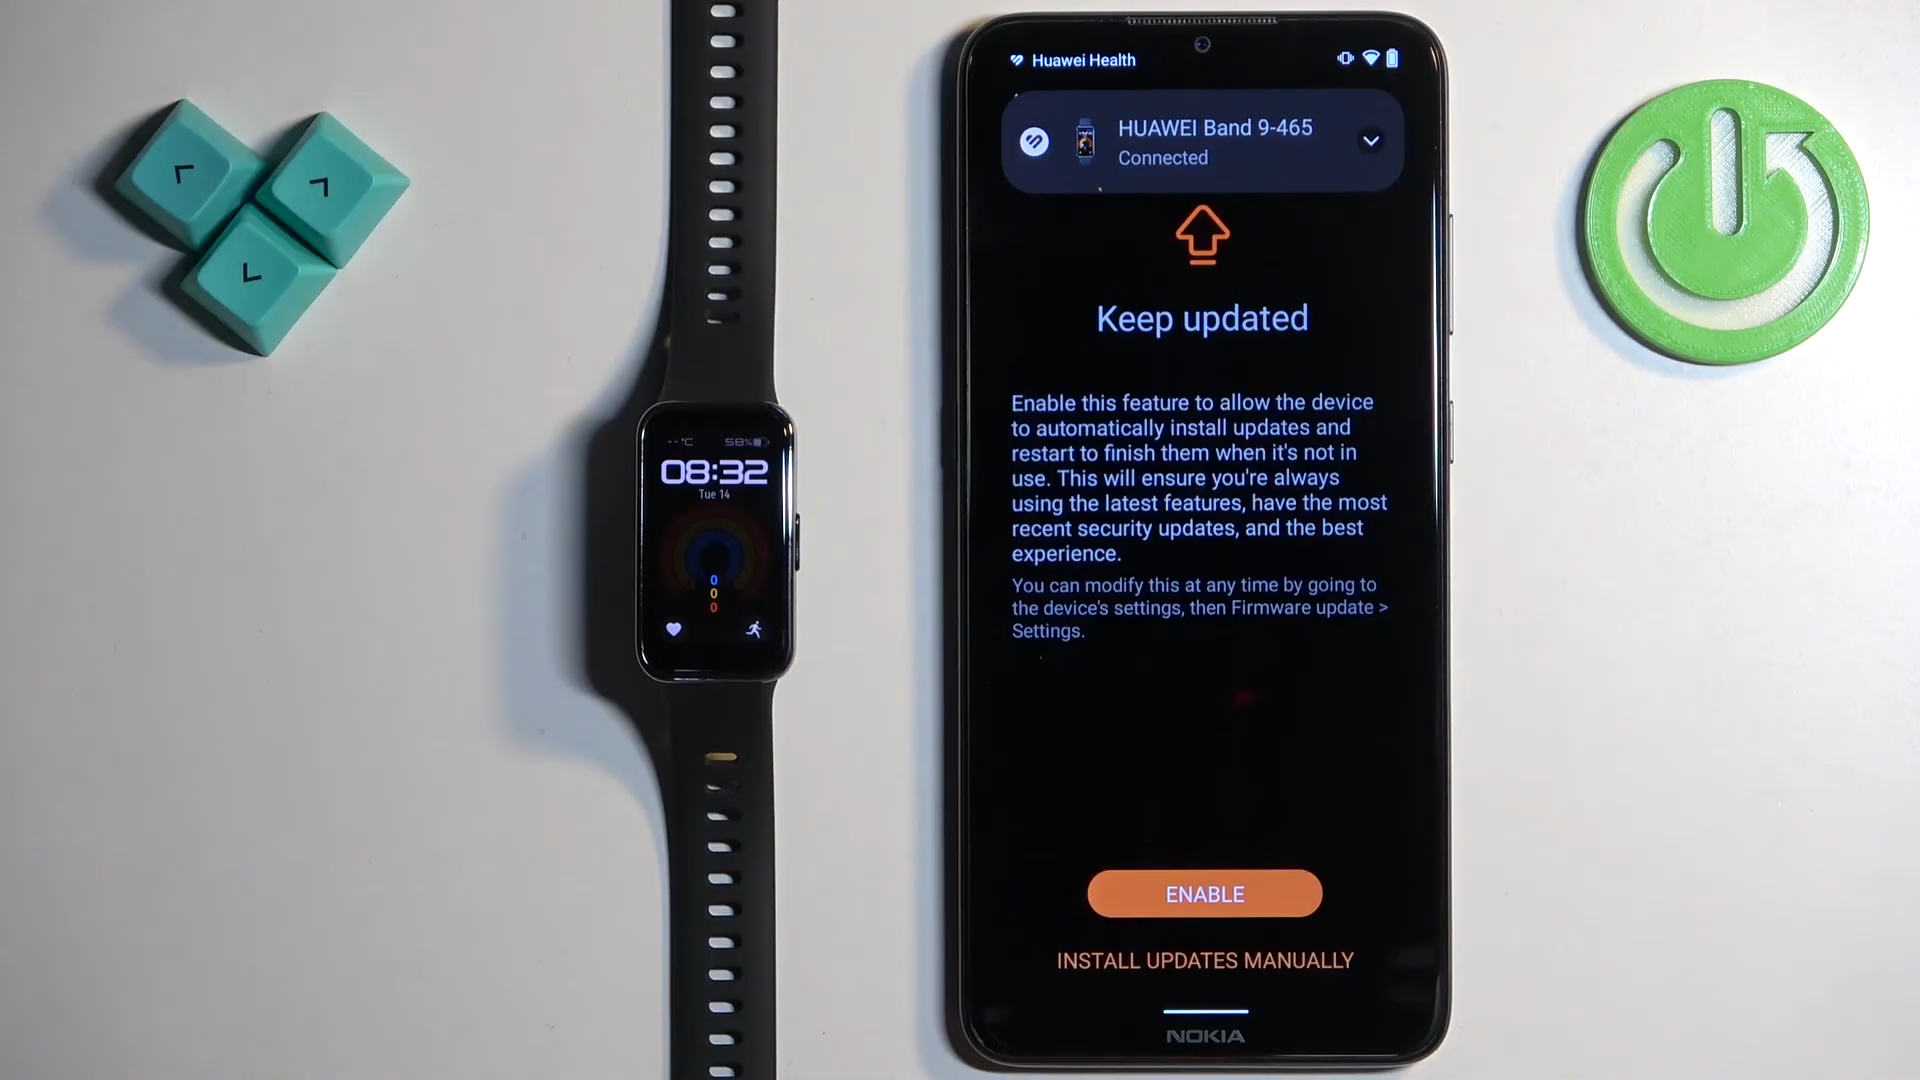 --°C 58%
08:32
Tue 14
0
0
0
Huawei Health
HUAWEI Band 9-465
Connected
Keep updated
Enable this feature to allow the device
to automatically install updates and
restart to finish them when it's not in
use. This will ensure you're always
using the latest features, have the most
recent security updates, and the best
experience.
You can modify this at any time by going to
the device's settings, then Firmware update >
Settings.
ENABLE
INSTALL UPDATES MANUALLY
NOKIA